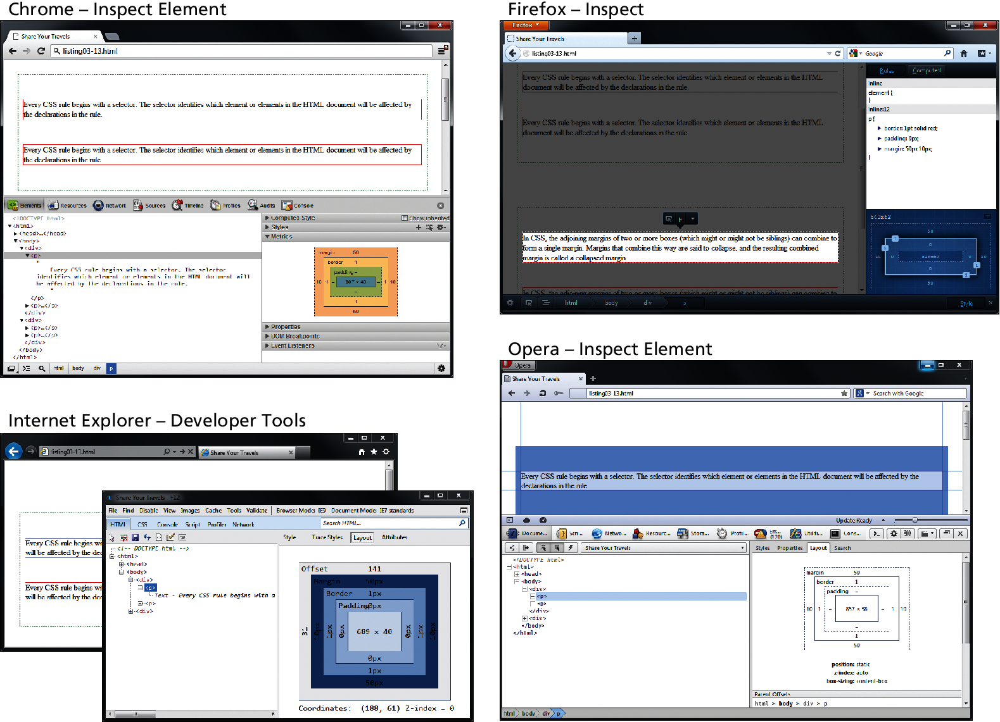 Chrome – Inspect Element
Share Your Travels
listing03-13.html
Every CSS rule begins with a selector. The selector identifies which element or elements in the HTML document will be affected by
the declarations in the rule.
Every CSS rule begins with a selector. The selector identifies which element or elements in the HTML document will be affected by
the declarations in the rule.
Elements Resources Network Sources Timeline Profiles Audits Console
<!DOCTYPE html>
<html>
<head>…</head>
<body>
<div>
<p>
"
Every CSS rule begins with a selector. The selector
identifies which element or elements in the HTML document will
be affected by the declarations in the rule.
"
</p>
<p>…</p>
</div>
<div>
<p>…</p>
<p>…</p>
</div>
</body>
</html>
Computed Style Show inherited
Styles
Metrics
margin 50
border 1
padding –
10 1 – 807 × 40 – 1 10
–
1
50
Properties
DOM Breakpoints
Event Listeners
html body div p
Firefox – Inspect
Firefox
Share Your Travels
listing03-13.html
Google
Every CSS rule begins with a selector. The selector identifies which element or elements in the HTML
document will be affected by the declarations in the rule.
Every CSS rule begins with a selector. The selector identifies which element or elements in the HTML
document will be affected by the declarations in the rule.
p
In CSS, the adjoining margins of two or more boxes (which might or might not be siblings) can combine to
form a single margin. Margins that combine this way are said to collapse, and the resulting combined
margin is called a collapsed margin
In CSS, the adjoining margins of two or more boxes (which might or might not be siblings) can combine to
Rules Computed
inline
element {
}
inline:12
p {
border: 1pt solid red;
padding: 0px;
margin: 50px 10px;
}
640x62
50
1
0
10 1 0 628x60 0 1 10
0
1
50
html body div p
Style
Opera – Inspect Element
Opera
Share Your Travels
listing03-13.html
Search with Google
Every CSS rule begins with a selector. The selector identifies which element or elements in the HTML document will be affected by the
declarations in the rule.
Update Ready
Docume... Scri... Netwo... Resourc... Stora... Profil... Err... (120) Utiliti... Cons...
Share Your Travels
Styles Properties Layout Search
<!DOCTYPE html>
<html>
<head>
<body>
<div>
<p>
<p>
</div>
<div>
</body>
</html>
margin 50
border 1
padding –
10 1 – 857 × 38 – 1 10
–
1
50
position: static
z-index: auto
box-sizing: content-box
Parent Offsets
html > body > div > p
html body div p
Internet Explorer – Developer Tools
listing03-13.html
Share Your Travels
Every CSS rule begins wi
will be affected by the dec
Every CSS rule begins wi
will be affected by the dec
Share Your Travels - F12
File Find Disable View Images Cache Tools Validate Browser Mode: IE9 Document Mode: IE7 standards
HTML CSS Console Script Profiler Network
Search HTML...
Style Trace Styles Layout Attributes
<!-- DOCTYPE html -->
<html>
<head>
<body>
<div>
<p>
Text - Every CSS rule begins with a
<p>
<div>
Offset 141
Margin 50px
Border 1px
Padding 0px
31 10px 1px 0px 689 x 40 0px 1px 10px
0px
1px
50px
Coordinates: (188, 61) Z-index = 0